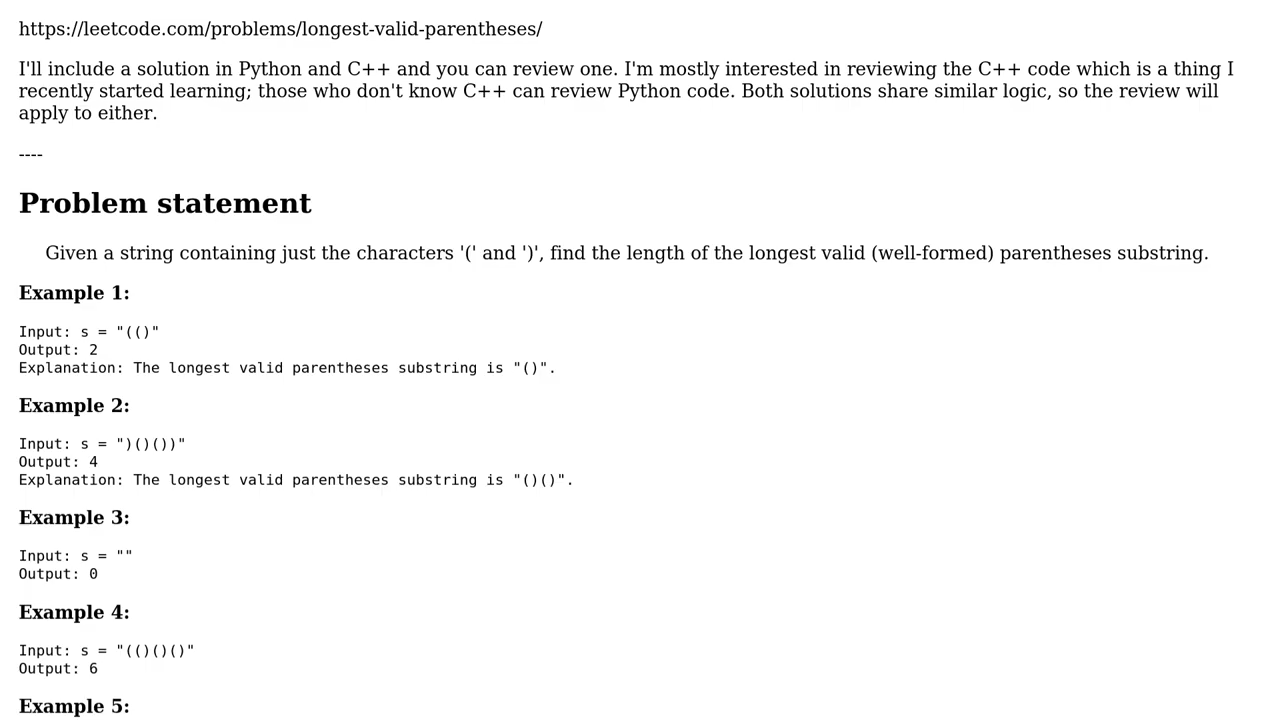 https://leetcode.com/problems/longest-valid-parentheses/
I'll include a solution in Python and C++ and you can review one. I'm mostly interested in reviewing the C++ code which is a thing I
recently started learning; those who don't know C++ can review Python code. Both solutions share similar logic, so the review will
apply to either.
----
Problem statement
Given a string containing just the characters '(' and ')', find the length of the longest valid (well-formed) parentheses substring.
Example 1:
Input: s = "(()"
Output: 2
Explanation: The longest valid parentheses substring is "()".
Example 2:
Input: s = ")()())"
Output: 4
Explanation: The longest valid parentheses substring is "()()".
Example 3:
Input: s = ""
Output: 0
Example 4:
Input: s = "(()()()"
Output: 6
Example 5: